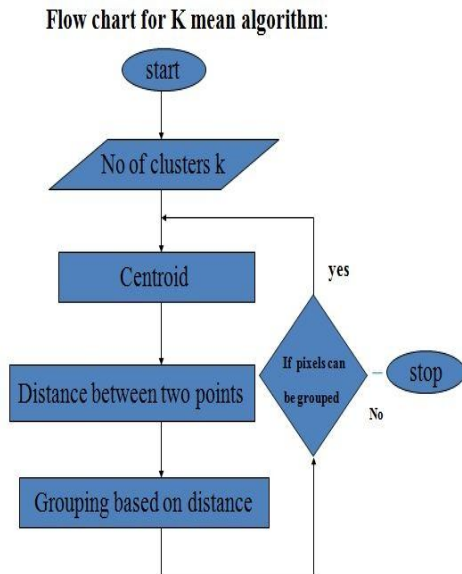 Flow chart for K mean algorithm:
start
No of clusters k
Centroid
Distance between two points
Grouping based on distance
yes
If pixels can
be grouped
No
stop